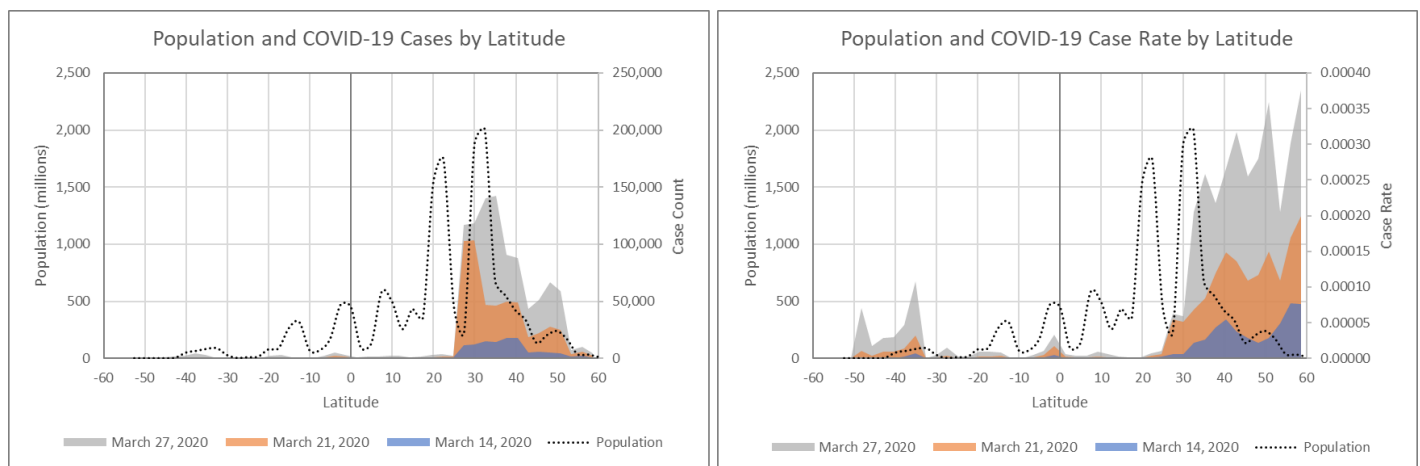 Population and COVID-19 Cases by Latitude
2,500
2,000
1,500
1,000
500
0
Population (millions)
250,000
200,000
150,000
100,000
50,000
0
Case Count
-60 -50 -40 -30 -20 -10 0 10 20 30 40 50 60
Latitude
March 27, 2020 March 21, 2020 March 14, 2020 Population
Population and COVID-19 Case Rate by Latitude
2,500
2,000
1,500
1,000
500
0
Population (millions)
0.00040
0.00035
0.00030
0.00025
0.00020
0.00015
0.00010
0.00005
0.00000
Case Rate
-60 -50 -40 -30 -20 -10 0 10 20 30 40 50 60
Latitude
March 27, 2020 March 21, 2020 March 14, 2020 Population